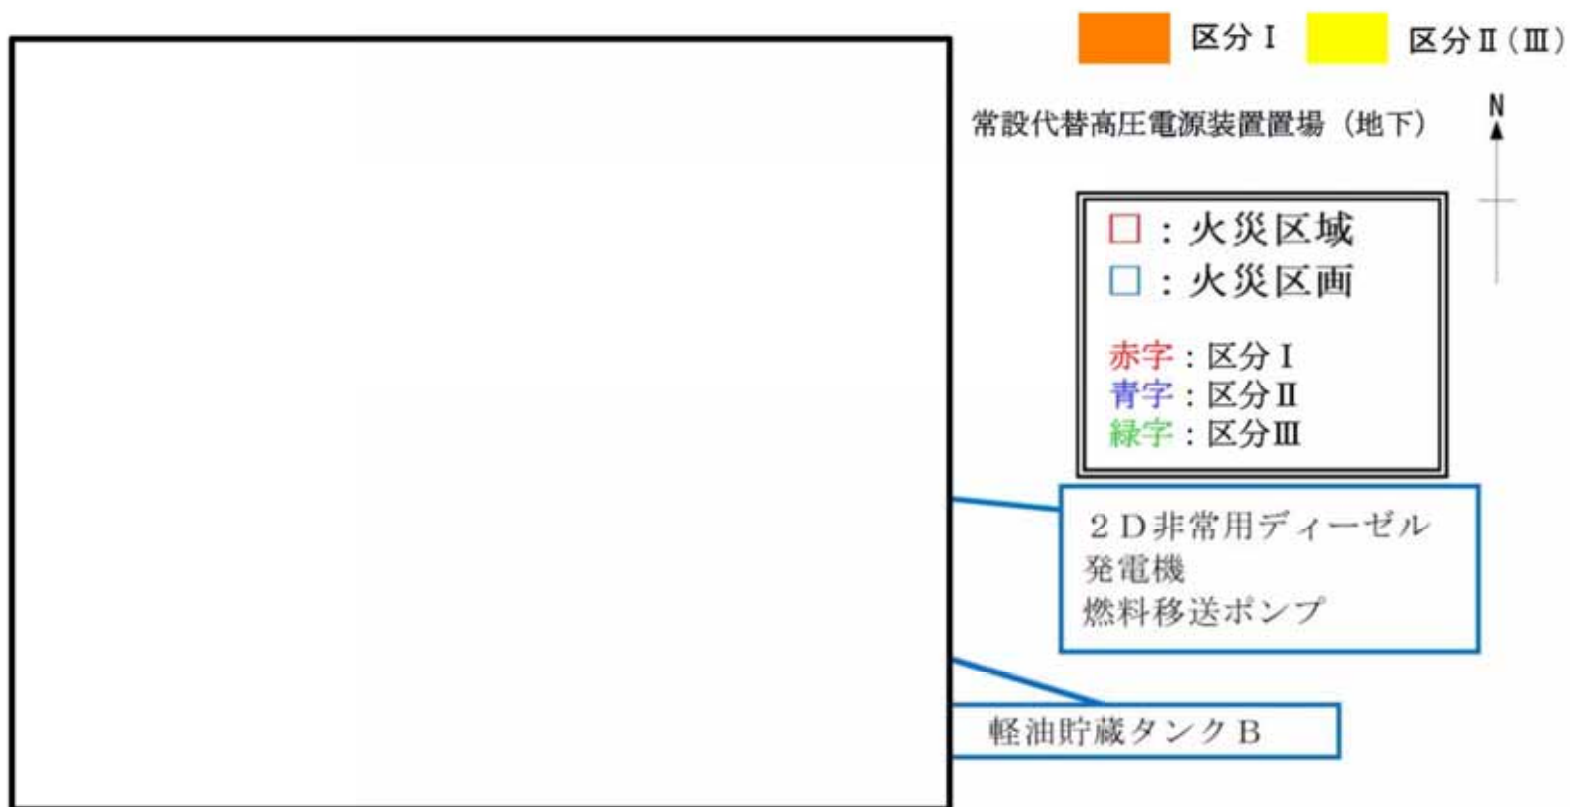 区分Ⅰ 区分Ⅱ(Ⅲ)
常設代替高圧電源装置置場(地下)
N
□:火災区域
□:火災区画
赤字:区分Ⅰ
青字:区分Ⅱ
緑字:区分Ⅲ
2D非常用ディーゼル
発電機
燃料移送ポンプ
軽油貯蔵タンクB